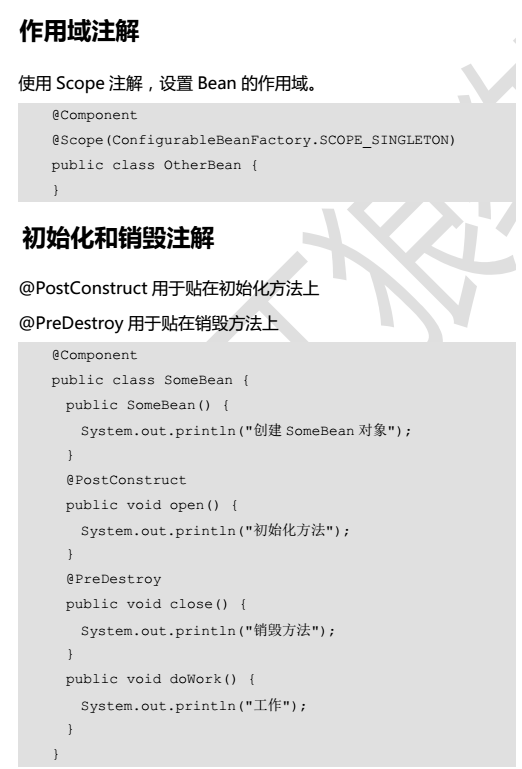 作用域注解
使用 Scope 注解，设置 Bean 的作用域。
@Component
@Scope(ConfigurableBeanFactory.SCOPE_SINGLETON)
public class OtherBean {
}
初始化和销毁注解
@PostConstruct 用于贴在初始化方法上
@PreDestroy 用于贴在销毁方法上
@Component
public class SomeBean {
public SomeBean() {
System.out.println("创建 SomeBean 对象");
}
@PostConstruct
public void open() {
System.out.println("初始化方法");
}
@PreDestroy
public void close() {
System.out.println("销毁方法");
}
public void doWork() {
System.out.println("工作");
}
}